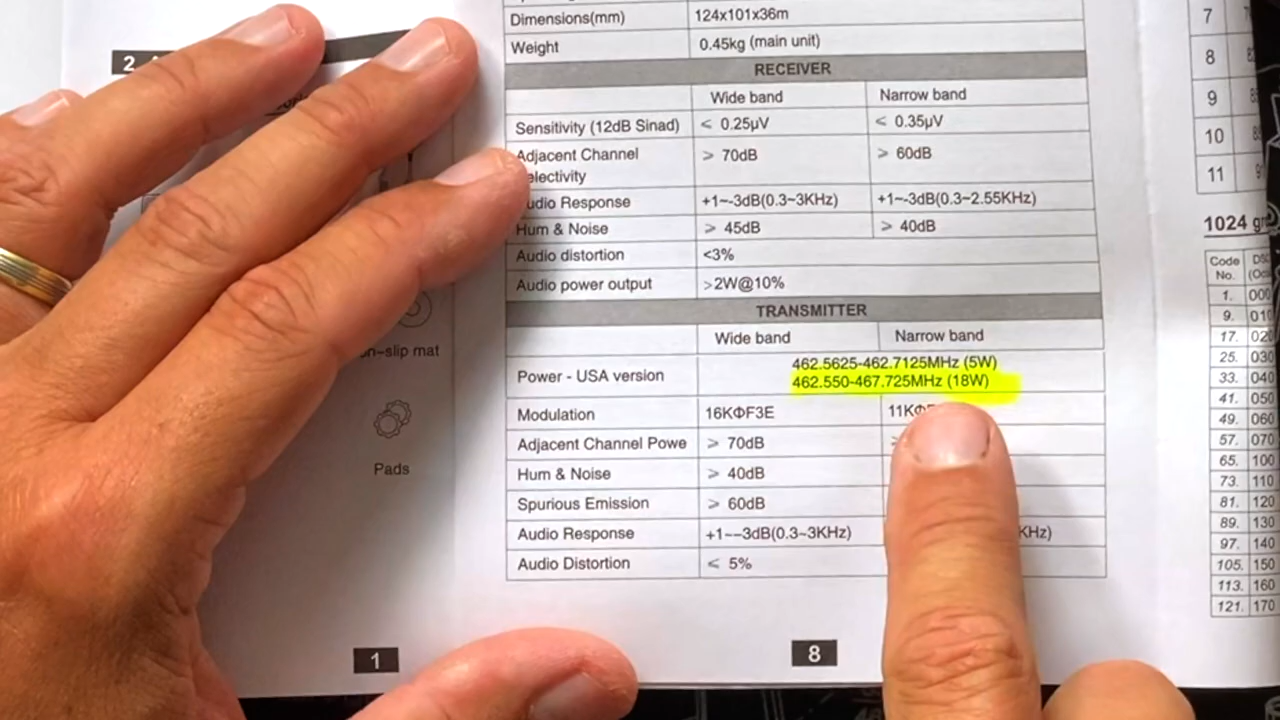 2
Dimensions(mm) 124x101x36m
Weight 0.45kg (main unit)
RECEIVER
Wide band Narrow band
Sensitivity (12dB Sinad) ⩽ 0.25μV ⩽ 0.35μV
Adjacent Channel ⩾ 70dB ⩾ 60dB
+1~-3dB(0.3~3KHz) +1~-3dB(0.3~2.55KHz)
Response
Hum & Noise ⩾ 45dB ⩾ 40dB
Audio distortion <3%
Audio power output >2W@10%
TRANSMITTER
Wide band Narrow band
Power - USA version 462.5625-462.7125MHz (5W)
462.550-467.725MHz (18W)
Modulation 16KΦF3E
Adjacent Channel Powe ⩾ 70dB
Hum & Noise ⩾ 40dB
Spurious Emission ⩾ 60dB
Audio Response +1~-3dB(0.3~3KHz)
Audio Distortion ⩽ 5%
8
mat
Pads
1
7
8
9
10
11
1024
Code
No.
1. 000
9. 010
17. 020
25. 030
33. 040
41. 050
49. 060
57. 070
65. 100
73. 110
81. 120
89. 130
97. 140
105. 150
113. 160
121. 170